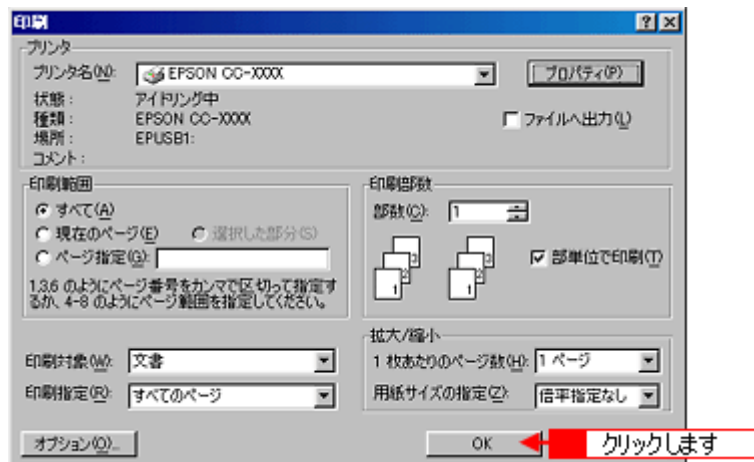 印刷
プリンタ
プリンタ名(N): EPSON CC-XXXX プロパティ(P)
状態： アイドリング中
種類： EPSON CC-XXXX ファイルへ出力(L)
場所： EPUSB1:
コメント：
印刷範囲
すべて(A)
現在のページ(E) 選択した部分(S)
ページ指定(G):
1,3,6 のようにページ番号をカンマで区切って指定す
るか、4-8 のようにページ範囲を指定してください。
印刷部数
部数(C): 1
部単位で印刷(T)
3 3
2 2
1 1
印刷対象(W): 文書
印刷指定(R): すべてのページ
拡大/縮小
1 枚あたりのページ数(H): 1 ページ
用紙サイズの指定(Z): 倍率指定なし
オプション(O)...
OK クリックします